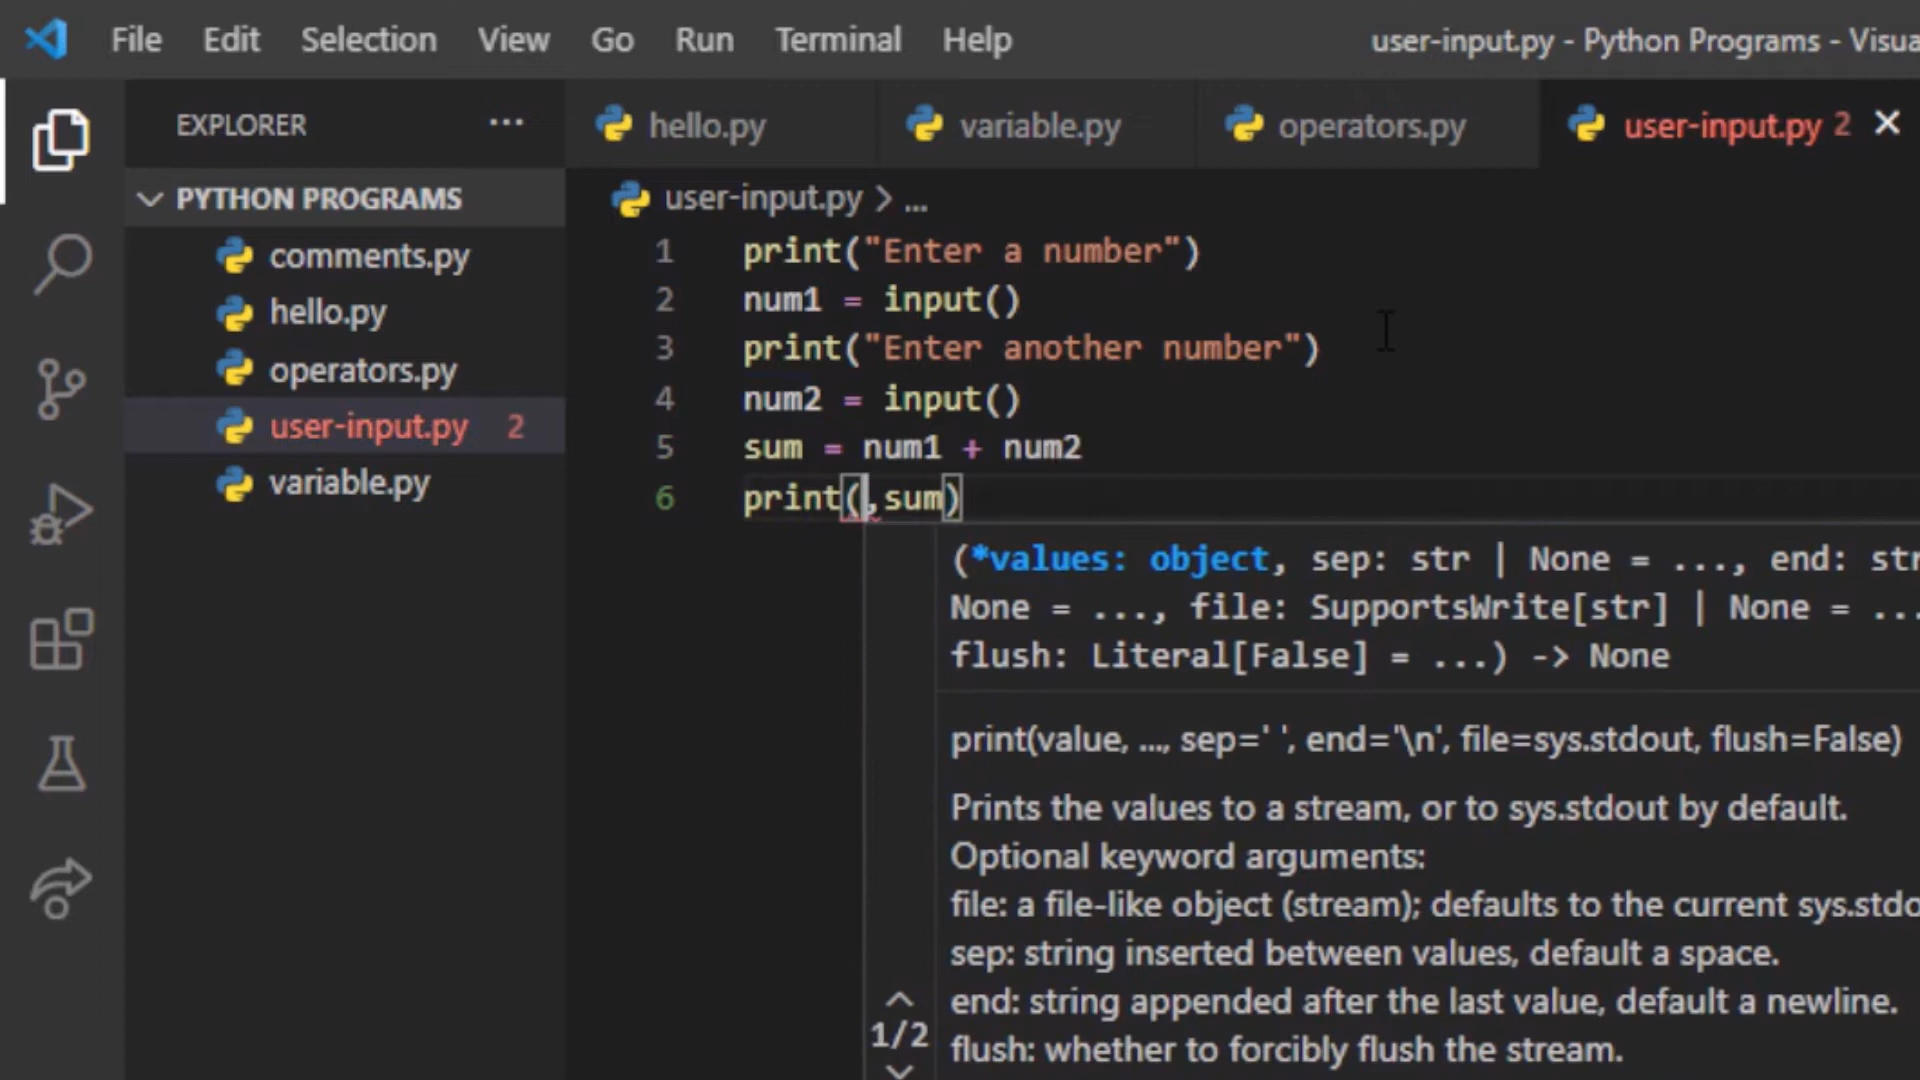 File Edit Selection View Go Run Terminal Help user-input.py - Python Programs - Visua
EXPLORER ... hello.py variable.py operators.py user-input.py 2
PYTHON PROGRAMS
comments.py
hello.py
operators.py
user-input.py 2
variable.py
user-input.py > ...
1 print("Enter a number")
2 num1 = input()
3 print("Enter another number")
4 num2 = input()
5 sum = num1 + num2
6 print(,sum)
(*values: object, sep: str | None = ..., end: str
None = ..., file: SupportsWrite[str] | None = ...
flush: Literal[False] = ...) -> None
print(value, ..., sep=' ', end='\n', file=sys.stdout, flush=False)
Prints the values to a stream, or to sys.stdout by default.
Optional keyword arguments:
file: a file-like object (stream); defaults to the current sys.stdo
sep: string inserted between values, default a space.
end: string appended after the last value, default a newline.
1/2
flush: whether to forcibly flush the stream.